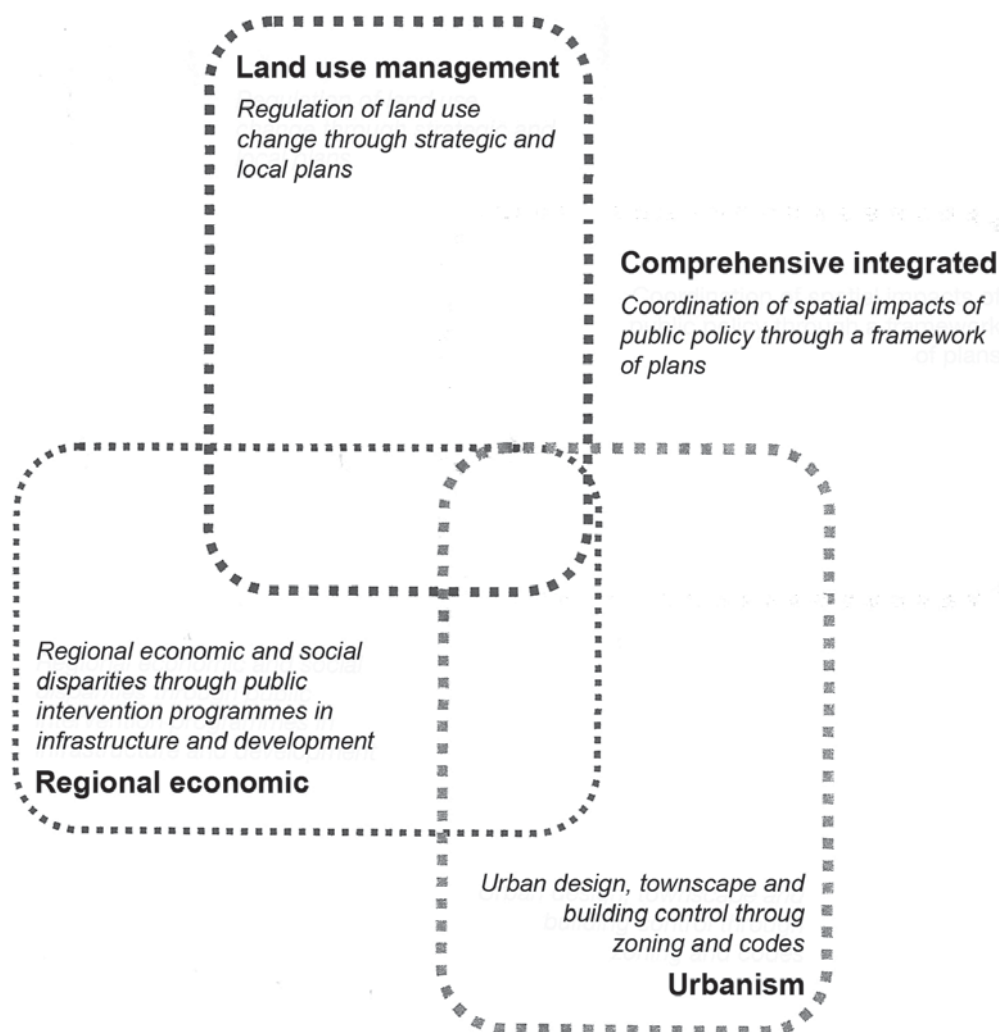 Land use management
Regulation of land use
change through strategic and
local plans
Comprehensive integrated
Coordination of spatial impacts of
public policy through a framework
of plans
Regional economic and social
disparities through public
intervention programmes in
infrastructure and development
Regional economic
Urban design, townscape and
building control throug
zoning and codes
Urbanism